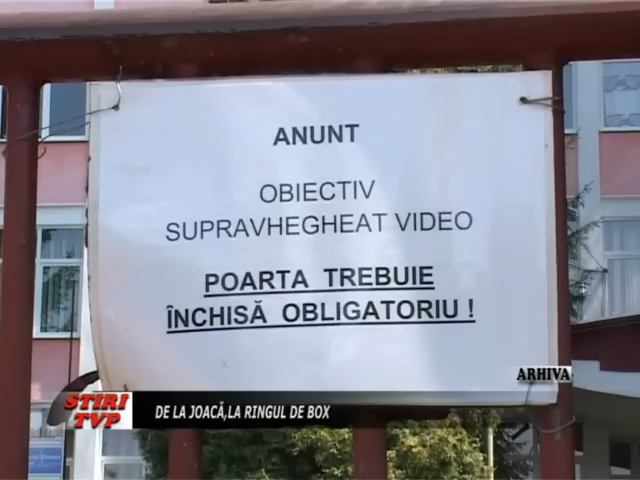 ANUNT
OBIECTIV
SUPRAVHEGHEAT VIDEO
POARTA TREBUIE
ÎNCHISĂ OBLIGATORIU !
ARHIVA
STIRI
TVP
DE LA JOACĂ,LA RINGUL DE BOX